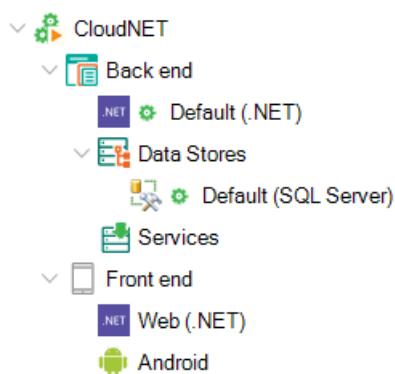 CloudNET
Back end
.NET Default (.NET)
Data Stores
Default (SQL Server)
Services
Front end
.NET Web (.NET)
Android